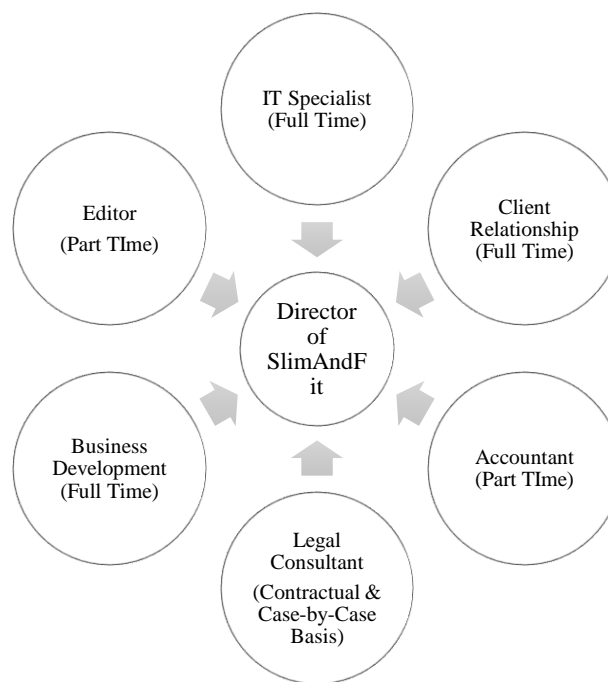 IT Specialist
(Full Time)
Editor
(Part TIme)
Client
Relationship
(Full Time)
Director
of
SlimAndF
it
Business
Development
(Full Time)
Accountant
(Part TIme)
Legal
Consultant
(Contractual &
Case-by-Case
Basis)